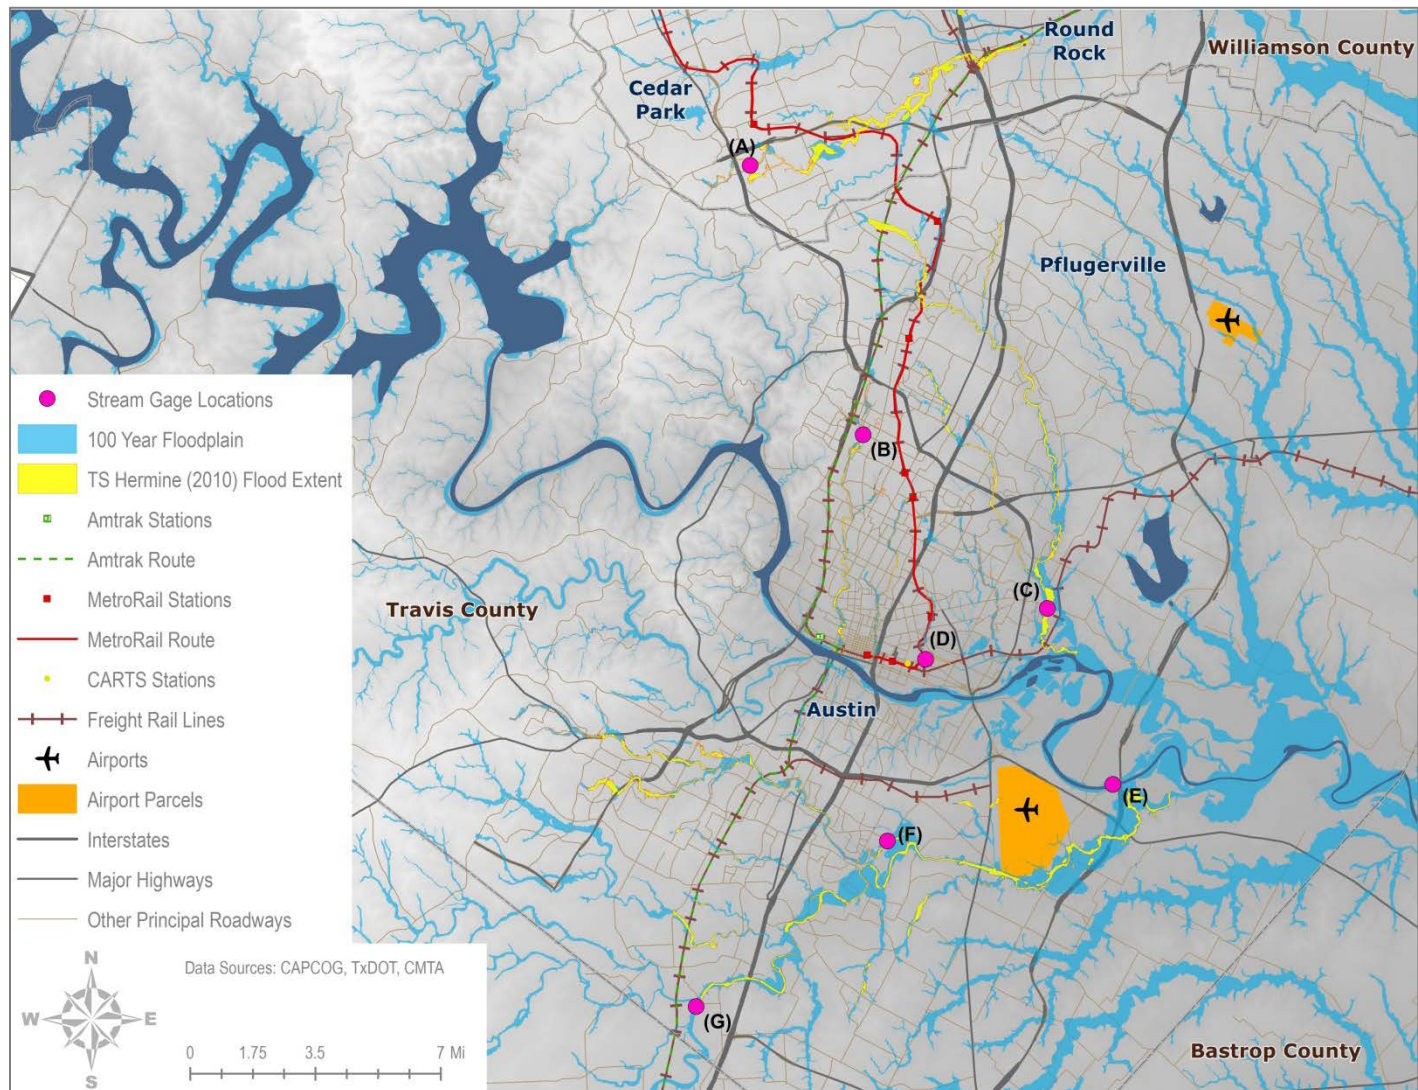 Round
Rock
Williamson County
Cedar
Park
(A)
Pflugerville
Stream Gage Locations
100 Year Floodplain
(B)
TS Hermine (2010) Flood Extent
Amtrak Stations
Amtrak Route
MetroRail Stations
(C)
Travis County
MetroRail Route
(D)
CARTS Stations
Austin
Freight Rail Lines
Airports
(E)
Airport Parcels
(F)
Interstates
Major Highways
Other Principal Roadways
N
Data Sources: CAPCOG, TxDOT, CMTA
W
E
(G)
S
0 1.75 3.5 7 Mi
Bastrop County